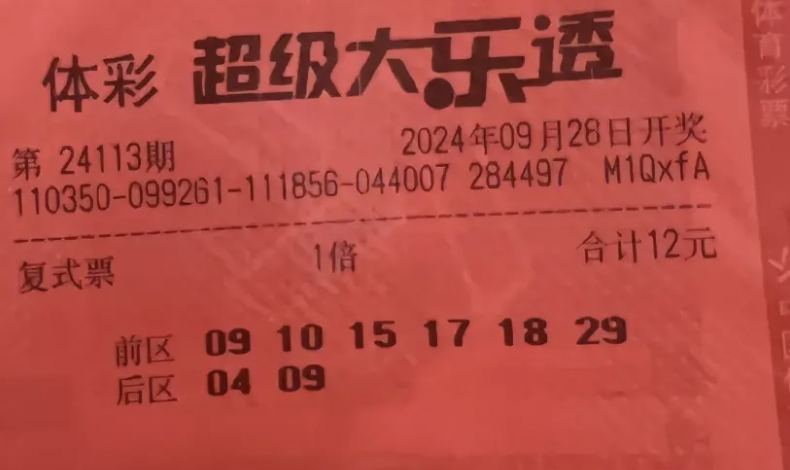 体彩 超级大乐透
第 24113期 2024年09月28日开奖
110350-099261-111856-044007 284497 M1QxfA
复式票 1倍 合计12元
前区 09 10 15 17 18 29
后区 04 09
体育彩票